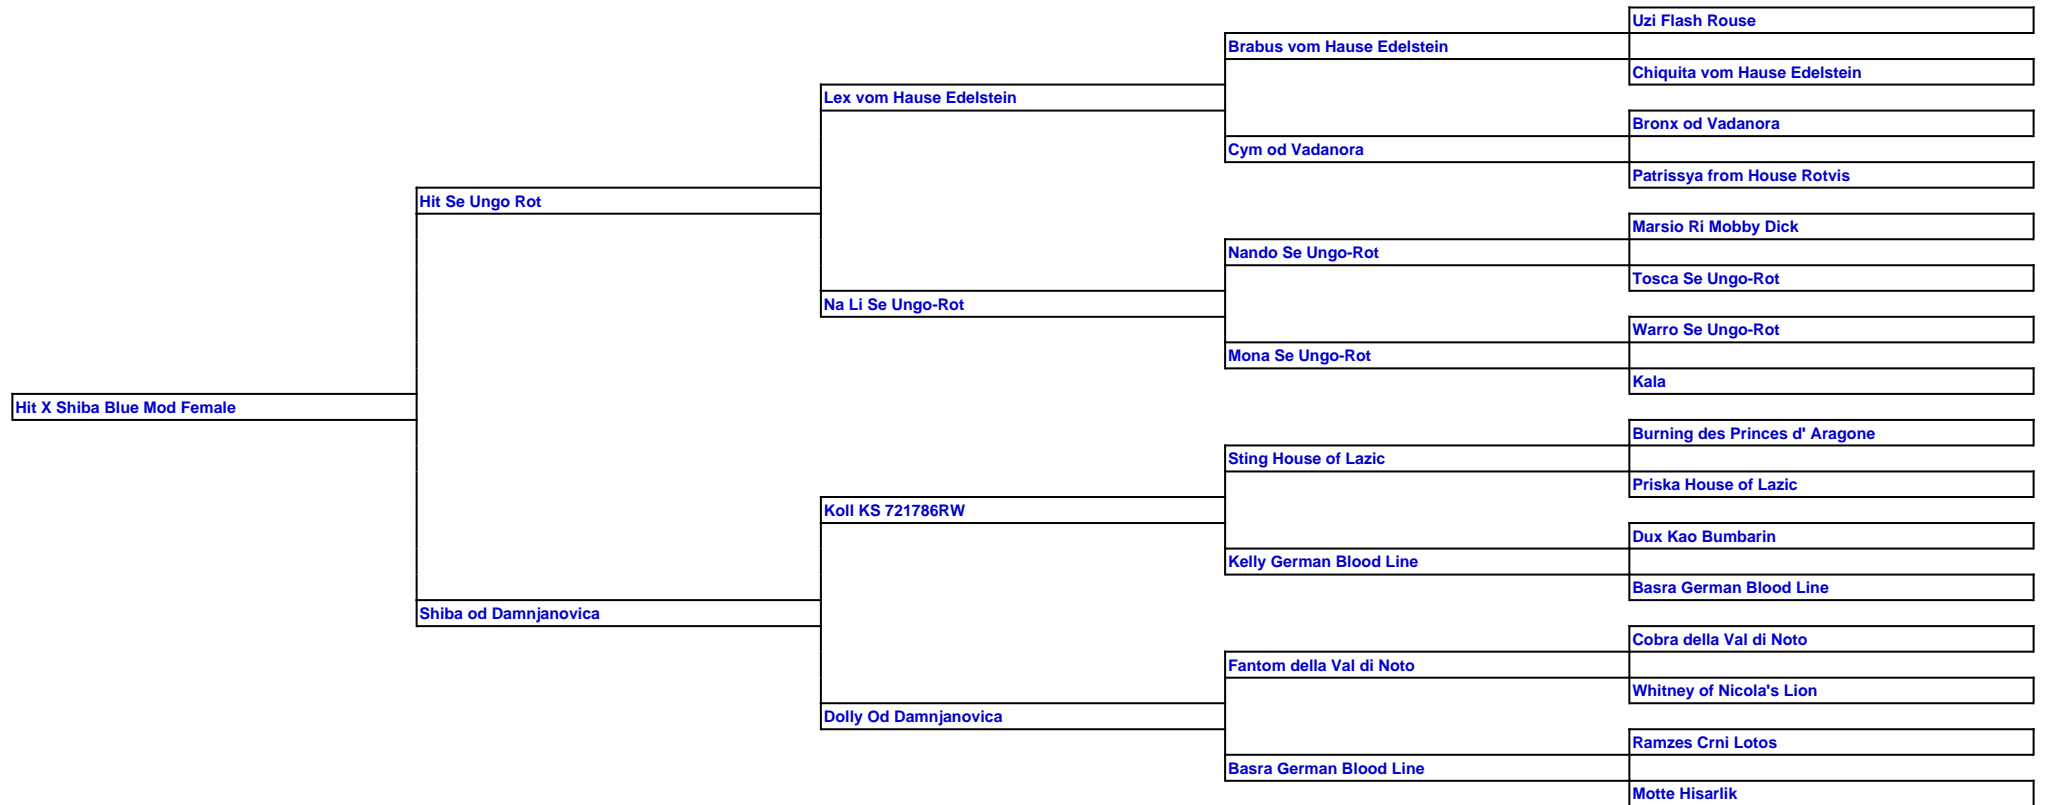 Uzi Flash Rouse
Brabus vom Hause Edelstein
Chiquita vom Hause Edelstein
Lex vom Hause Edelstein
Bronx od Vadanora
Cym od Vadanora
Patrissya from House Rotvis
Hit Se Ungo Rot
Marsio Ri Mobby Dick
Nando Se Ungo-Rot
Tosca Se Ungo-Rot
Na Li Se Ungo-Rot
Warro Se Ungo-Rot
Mona Se Ungo-Rot
Kala
Hit X Shiba Blue Mod Female
Burning des Princes d' Aragone
Sting House of Lazic
Priska House of Lazic
Koll KS 721786RW
Dux Kao Bumbarin
Kelly German Blood Line
Basra German Blood Line
Shiba od Damnjanovica
Cobra della Val di Noto
Fantom della Val di Noto
Whitney of Nicola's Lion
Dolly Od Damnjanovica
Ramzes Crni Lotos
Basra German Blood Line
Motte Hisarlik